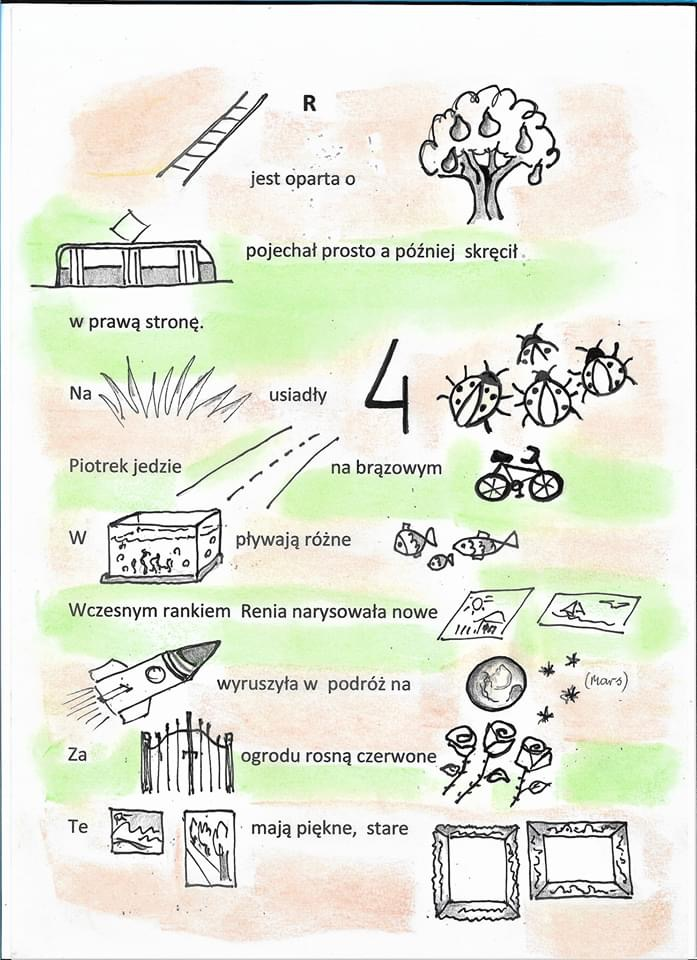 R
jest oparta o
pojechał prosto a później skręcił
w prawą stronę.
Na usiadły 4
Piotrek jedzie na brązowym
W pływają różne
Wczesnym rankiem Renia narysowała nowe
wyruszyła w podróż na (Mars)
Za ogrodu rosną czerwone
Te mają piękne, stare